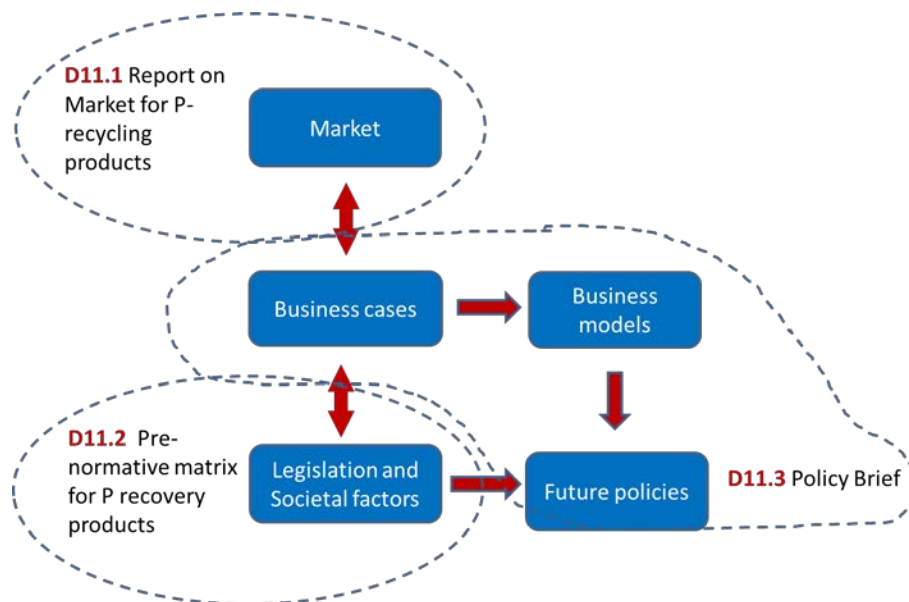 D11.1 Report on
Market for P-
recycling
products
Market
Business cases
Business
models
D11.2 Pre-
normative matrix
for P recovery
products
Legislation and
Societal factors
Future policies
D11.3 Policy Brief